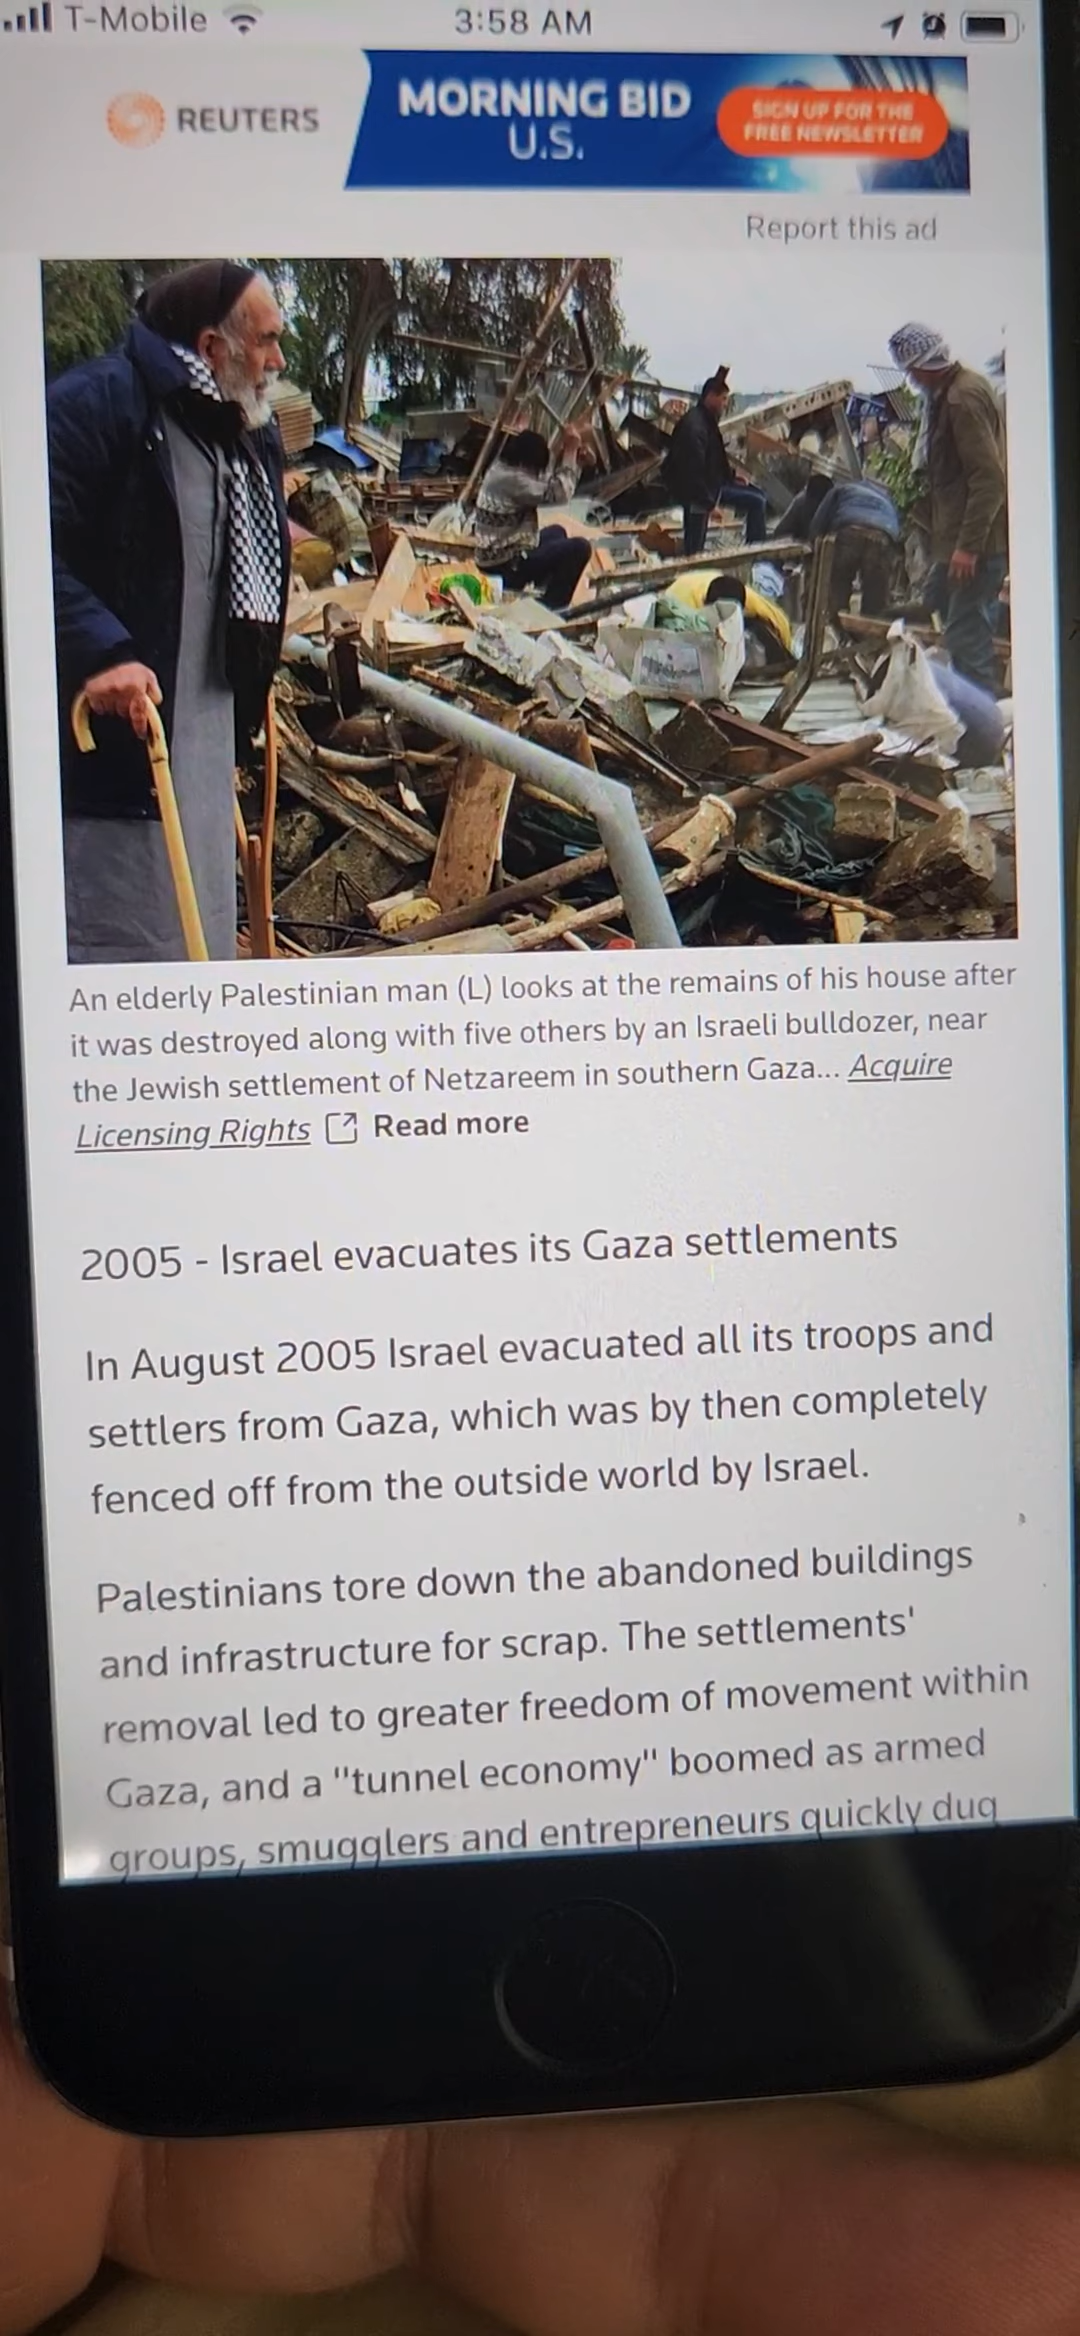 T-Mobile 3:58 AM
REUTERS
MORNING BID
U.S.
SIGN UP FOR THE
FREE NEWSLETTER
Report this ad
An elderly Palestinian man (L) looks at the remains of his house after
it was destroyed along with five others by an Israeli bulldozer, near
the Jewish settlement of Netzareem in southern Gaza... Acquire
Licensing Rights Read more
2005 - Israel evacuates its Gaza settlements
In August 2005 Israel evacuated all its troops and
settlers from Gaza, which was by then completely
fenced off from the outside world by Israel.
Palestinians tore down the abandoned buildings
and infrastructure for scrap. The settlements'
removal led to greater freedom of movement within
Gaza, and a "tunnel economy" boomed as armed
groups, smugglers and entrepreneurs quickly dug